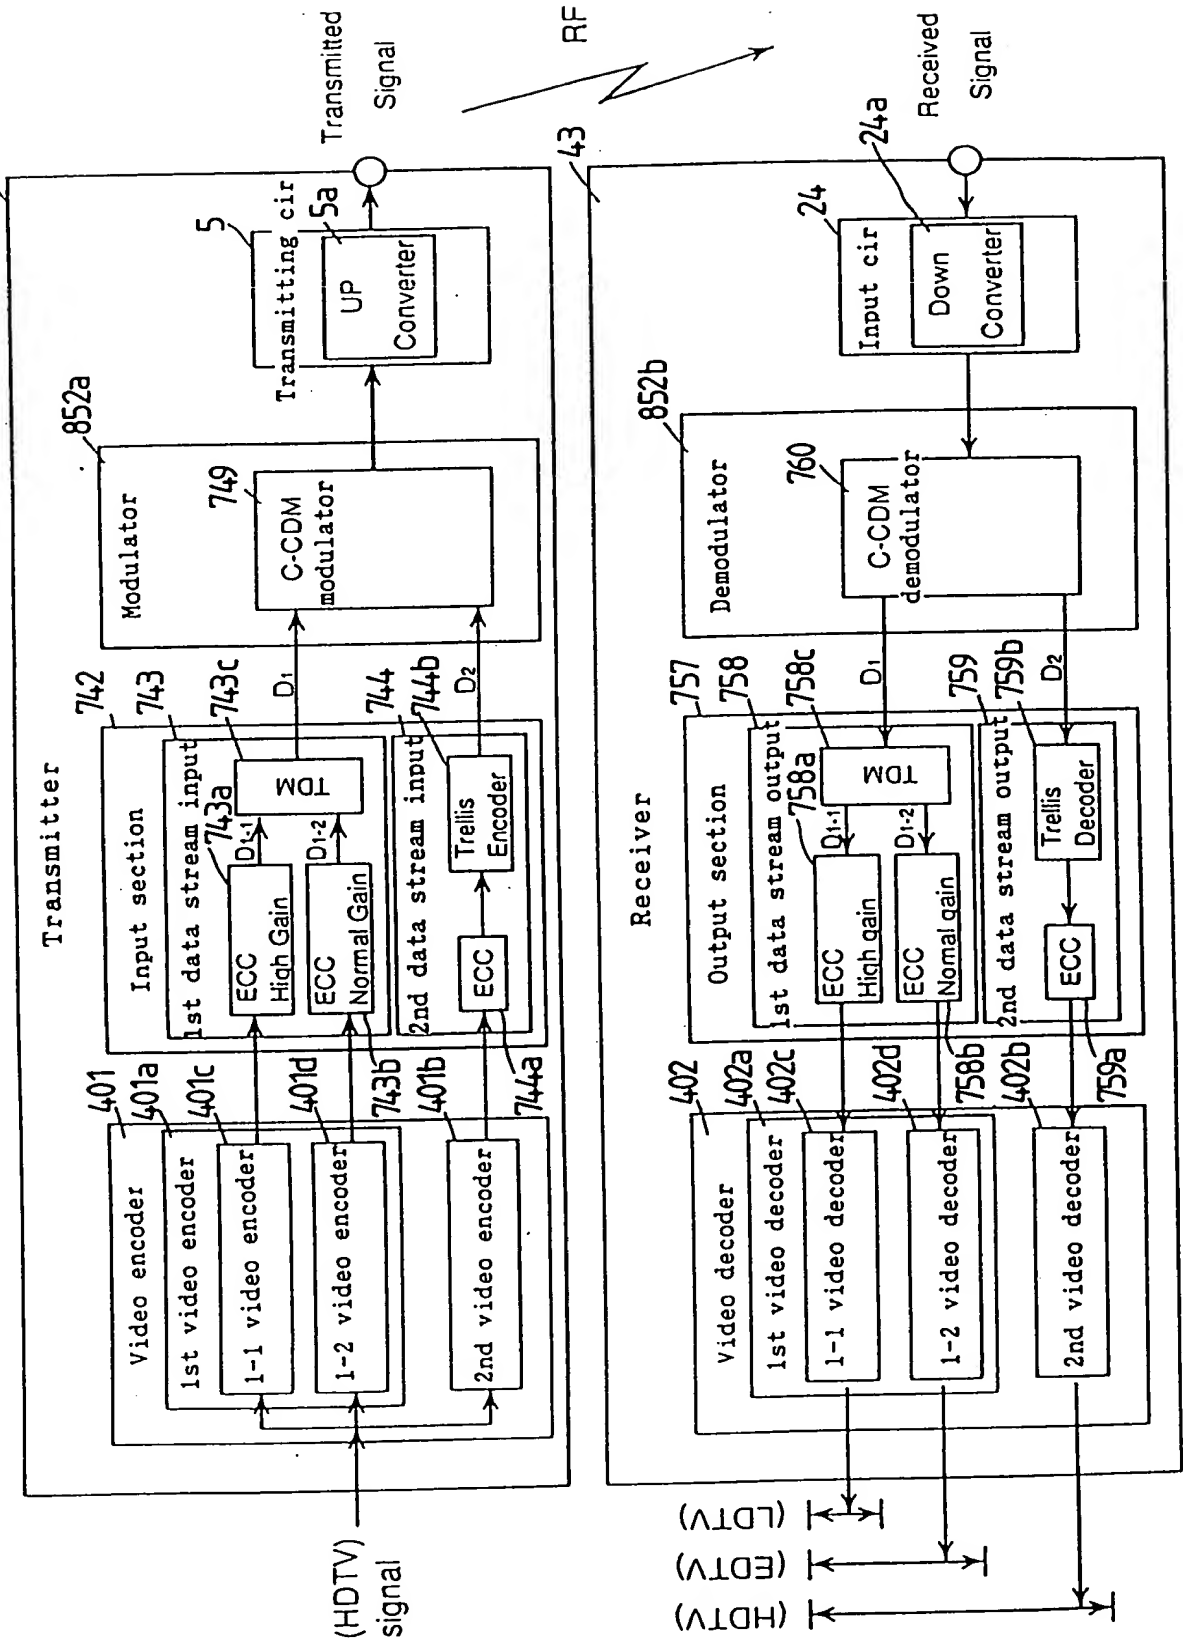 Transmitter
(HDTV)
signal
401
401a
401c
401d
401b
Video encoder
1st video encoder
1-1 video encoder
1-2 video encoder
2nd video encoder
742
743
743a
743c
743b
744
744b
744a
Input section
1st data stream input
ECC
High Gain
D1-1
ECC
Normal Gain
D1-2
TDM
2nd data stream input
ECC
Trellis
Encoder
D1
D2
852a
Modulator
749
C-CDM
modulator
5
Transmitting cir
5a
UP
Converter
Transmitted
Signal
RF
43
Receiver
Received
Signal
24
24a
Input cir
Down
Converter
852b
Demodulator
760
C-CDM
demodulator
D1
D2
757
758
758c
758a
758b
759
759b
759a
Output section
1st data stream output
TDM
D1-1
D1-2
ECC
High gain
ECC
Normal gain
2nd data stream output
Trellis
Decoder
ECC
402
402a
402c
402d
402b
Video decoder
1st video decoder
1-1 video decoder
1-2 video decoder
2nd video decoder
(LDTV)
(EDTV)
(HDTV)